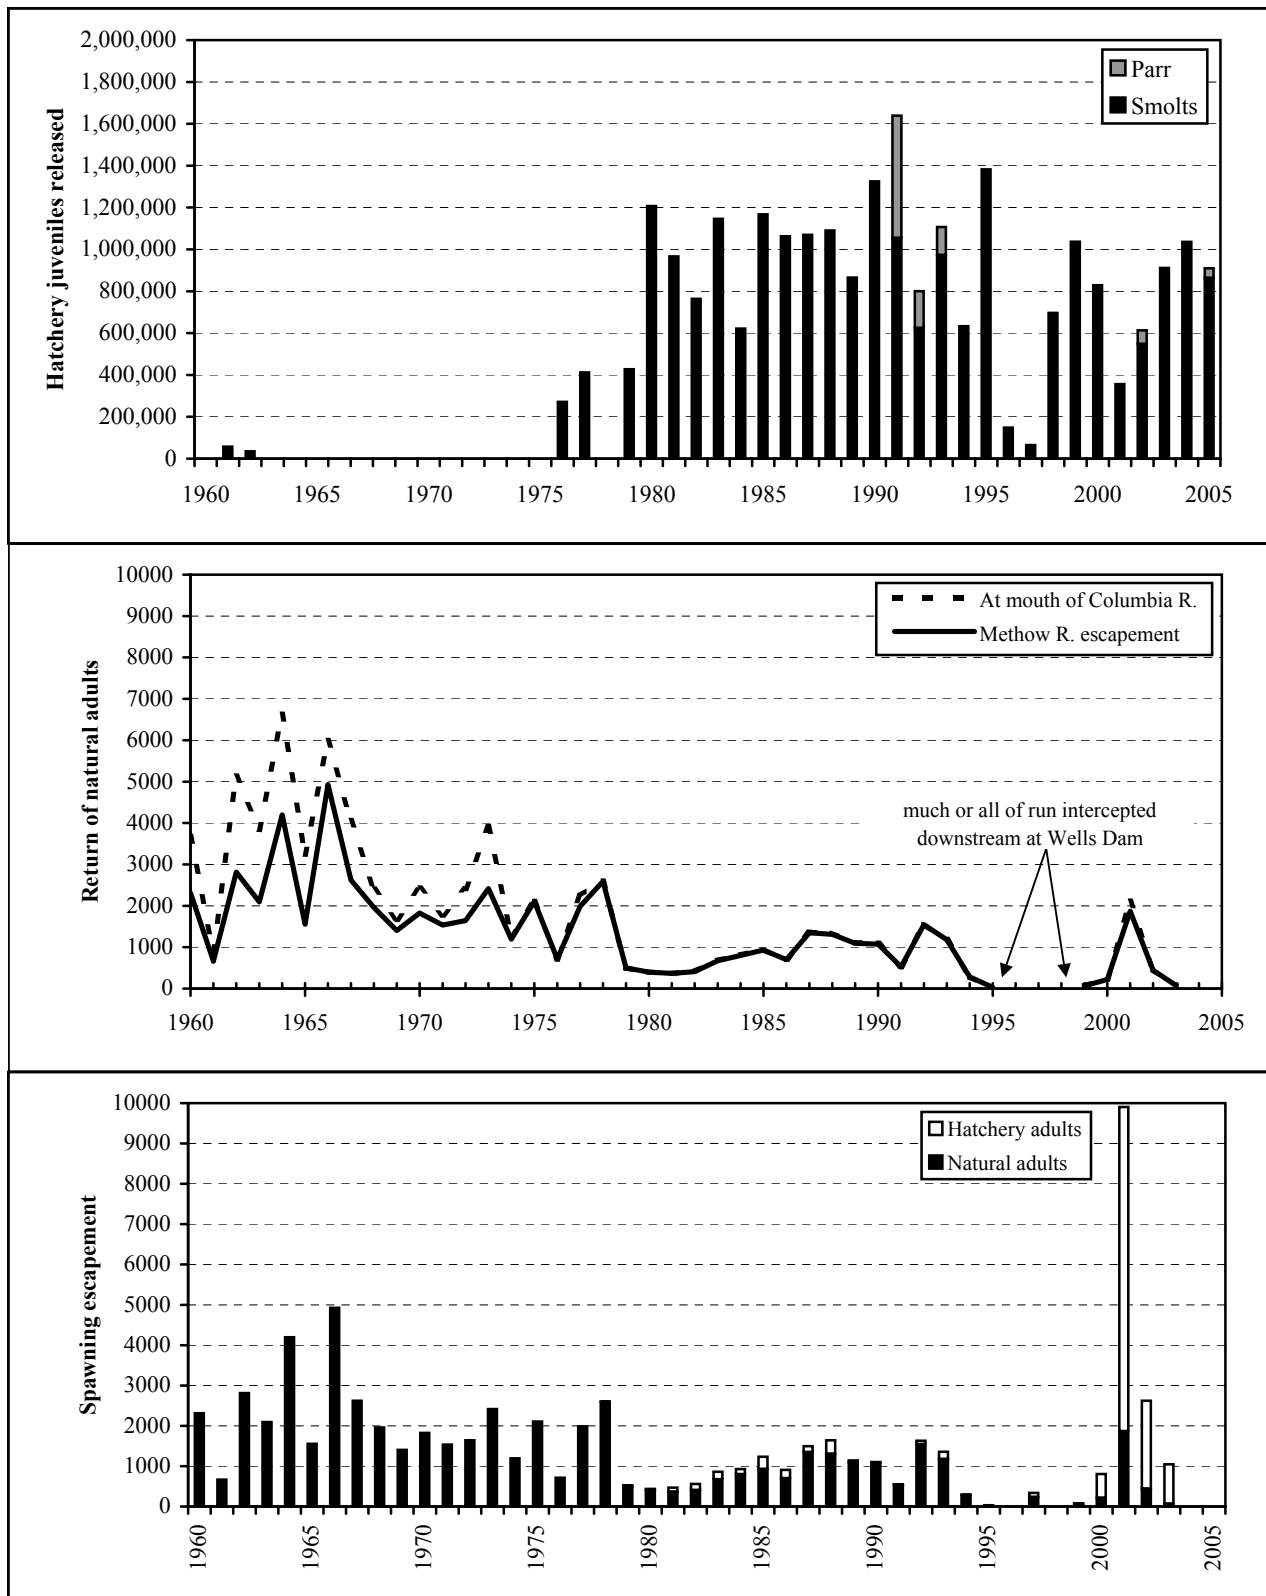 Hatchery juveniles released
2,000,000
1,800,000
1,600,000
1,400,000
1,200,000
1,000,000
800,000
600,000
400,000
200,000
0
Parr
Smolts
1960 1965 1970 1975 1980 1985 1990 1995 2000 2005
Return of natural adults
10000
9000
8000
7000
6000
5000
4000
3000
2000
1000
0
At mouth of Columbia R.
Methow R. escapement
much or all of run intercepted
downstream at Wells Dam
1960 1965 1970 1975 1980 1985 1990 1995 2000 2005
Spawning escapement
10000
9000
8000
7000
6000
5000
4000
3000
2000
1000
0
Hatchery adults
Natural adults
1960 1965 1970 1975 1980 1985 1990 1995 2000 2005